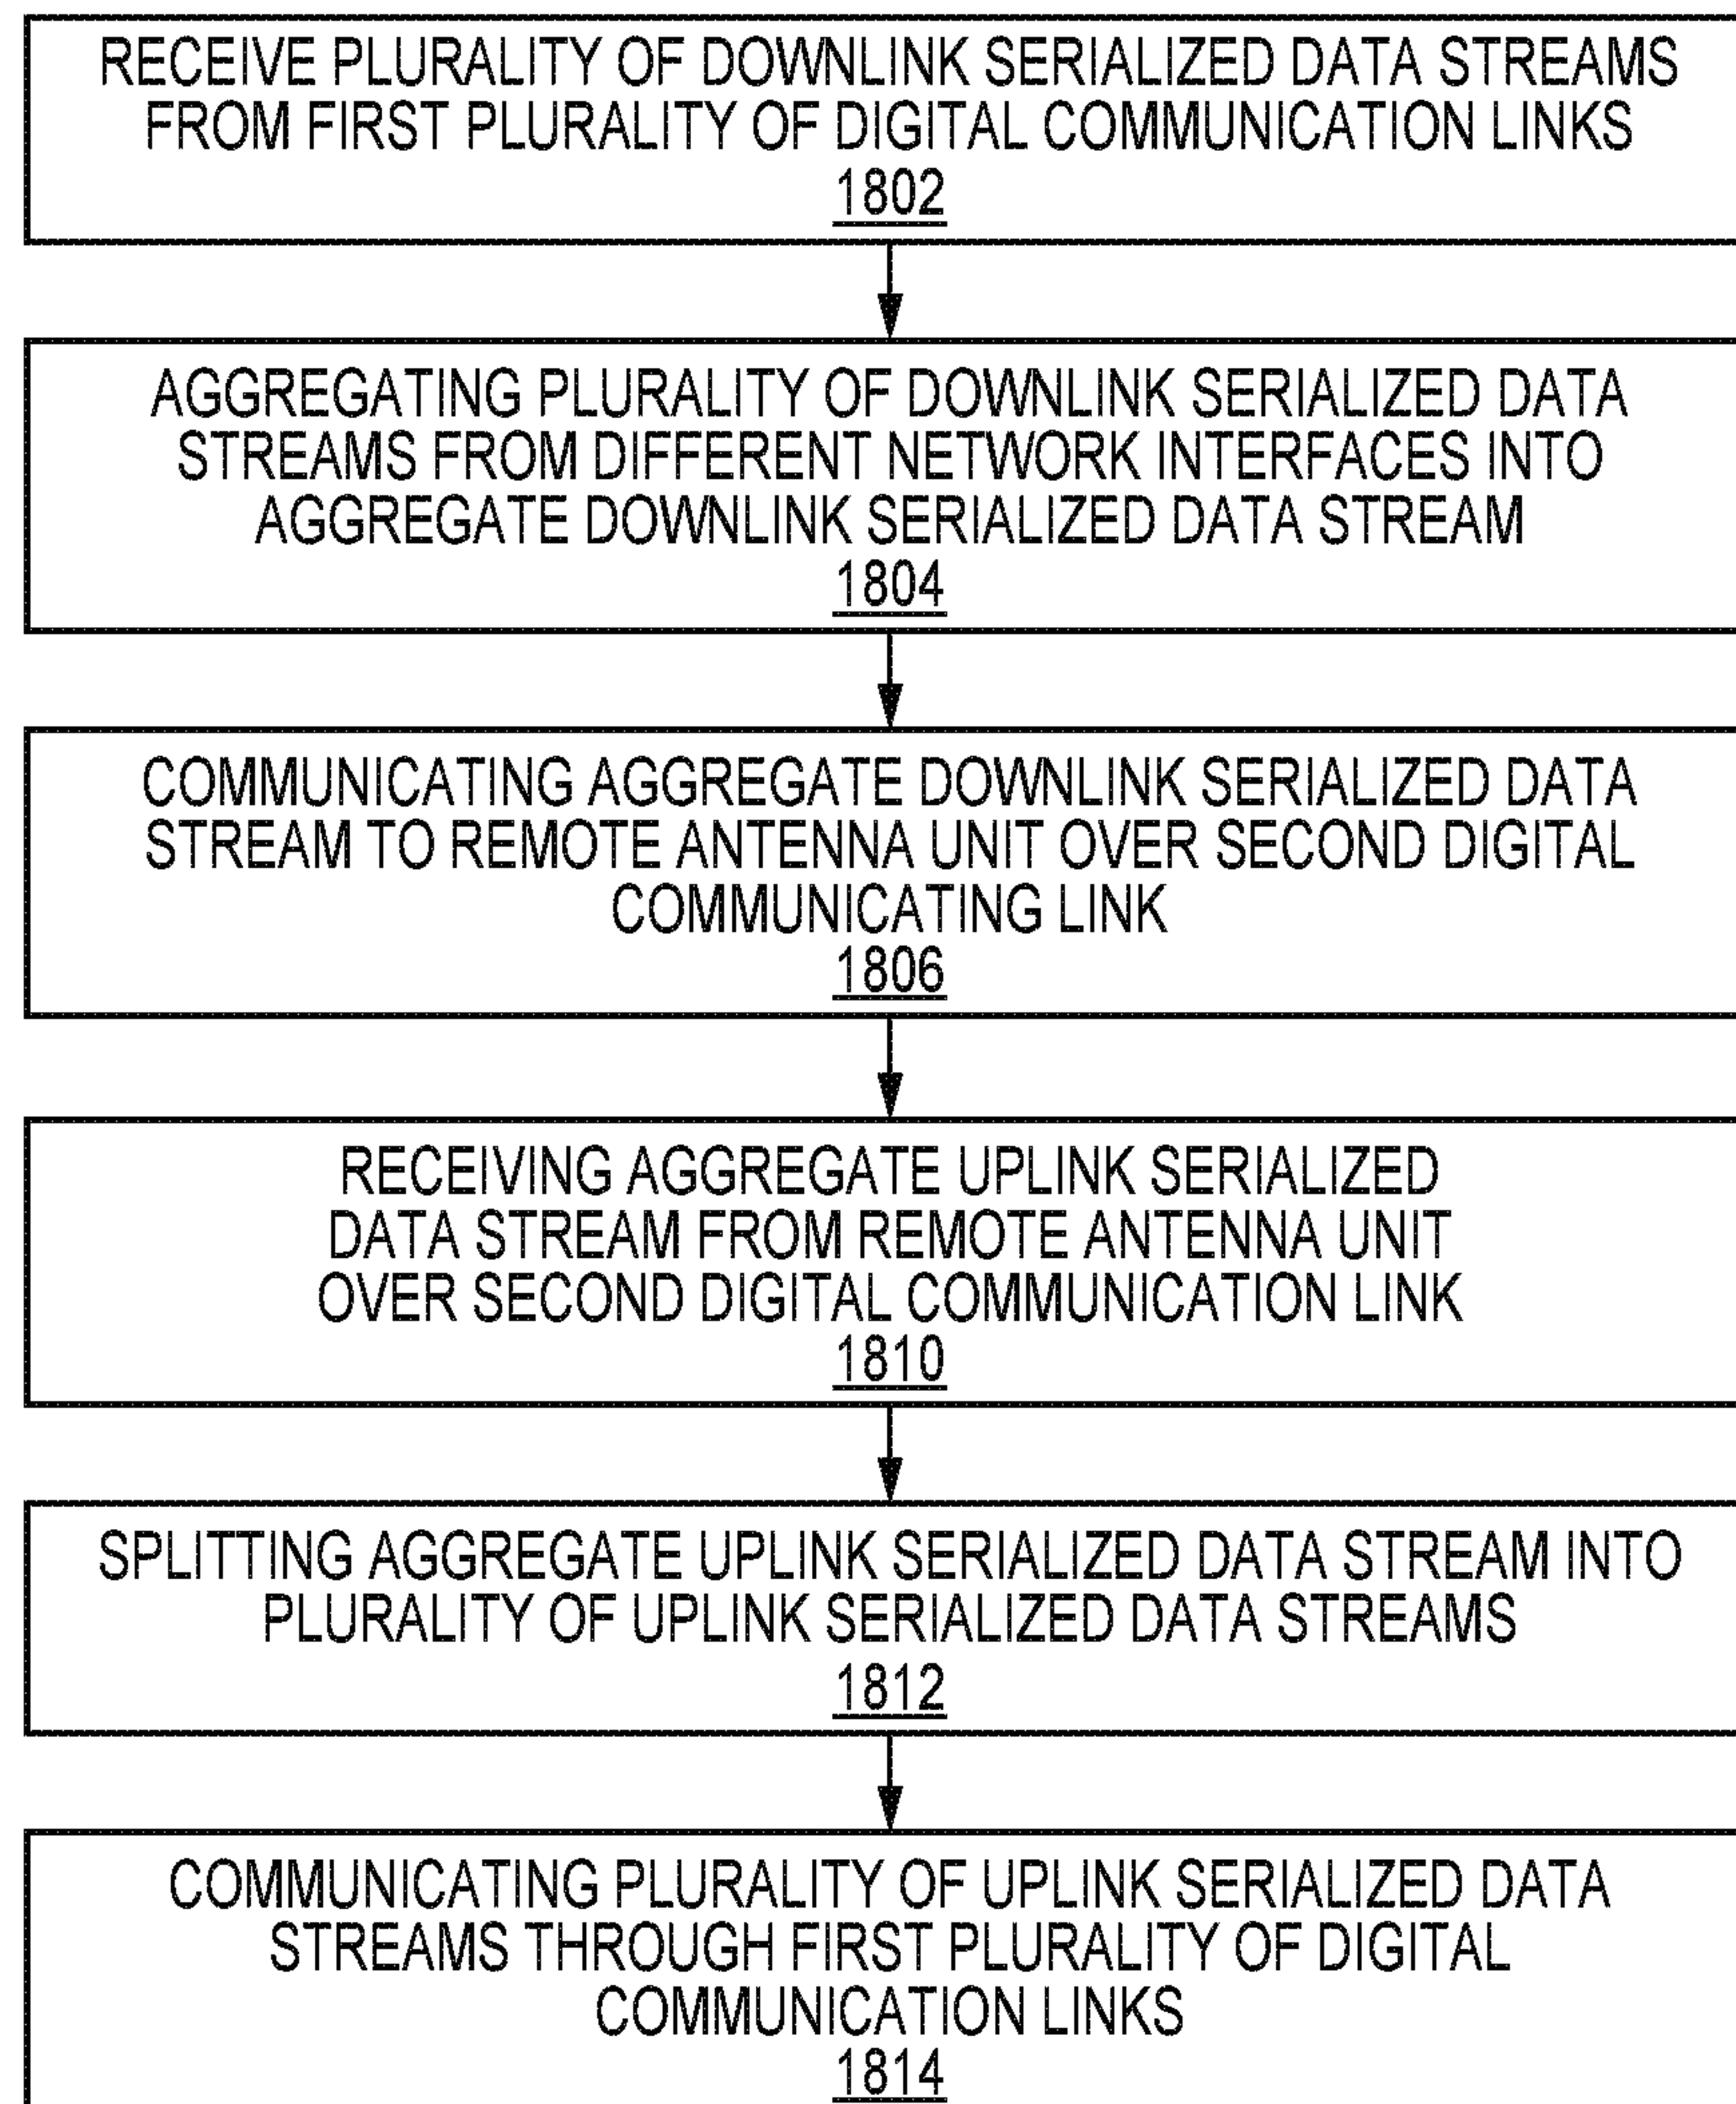 RECEIVE PLURALITY OF DOWNLINK SERIALIZED DATA STREAMS
FROM FIRST PLURALITY OF DIGITAL COMMUNICATION LINKS
1802
AGGREGATING PLURALITY OF DOWNLINK SERIALIZED DATA
STREAMS FROM DIFFERENT NETWORK INTERFACES INTO
AGGREGATE DOWNLINK SERIALIZED DATA STREAM
1804
COMMUNICATING AGGREGATE DOWNLINK SERIALIZED DATA
STREAM TO REMOTE ANTENNA UNIT OVER SECOND DIGITAL
COMMUNICATING LINK
1806
RECEIVING AGGREGATE UPLINK SERIALIZED
DATA STREAM FROM REMOTE ANTENNA UNIT
OVER SECOND DIGITAL COMMUNICATION LINK
1810
SPLITTING AGGREGATE UPLINK SERIALIZED DATA STREAM INTO
PLURALITY OF UPLINK SERIALIZED DATA STREAMS
1812
COMMUNICATING PLURALITY OF UPLINK SERIALIZED DATA
STREAMS THROUGH FIRST PLURALITY OF DIGITAL
COMMUNICATION LINKS
1814